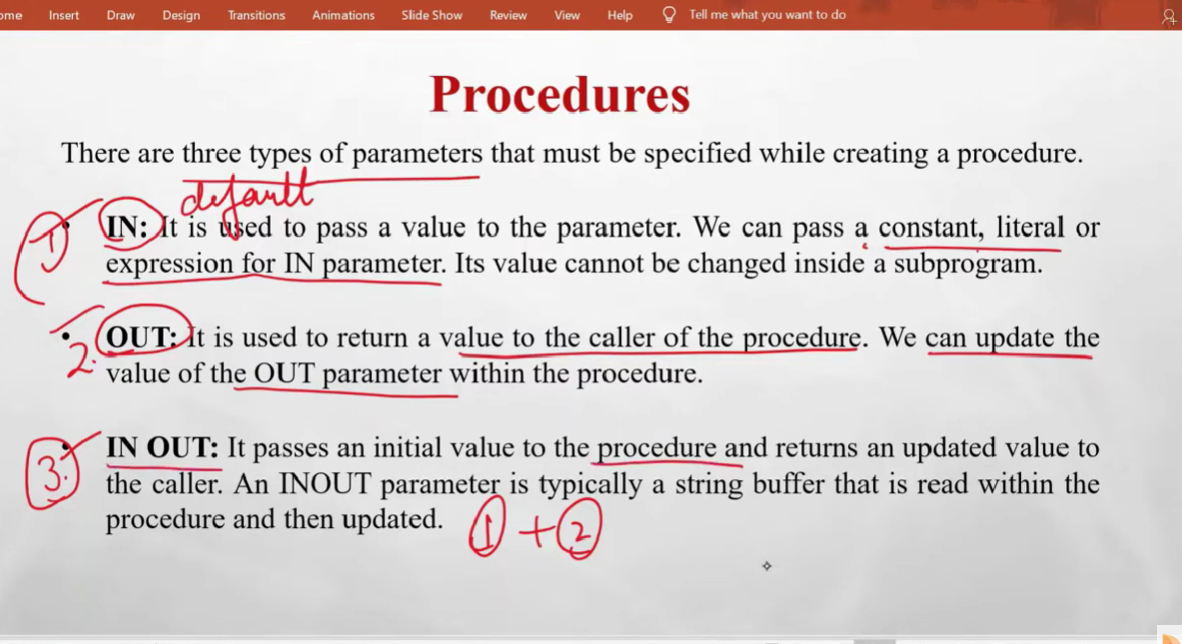 ome Insert Draw Design Transitions Animations Slide Show Review View Help Tell me what you want to do
Procedures
There are three types of parameters that must be specified while creating a procedure.
default
1
• IN: It is used to pass a value to the parameter. We can pass a constant, literal or
expression for IN parameter. Its value cannot be changed inside a subprogram.
2.
• OUT: It is used to return a value to the caller of the procedure. We can update the
value of the OUT parameter within the procedure.
3.
• IN OUT: It passes an initial value to the procedure and returns an updated value to
the caller. An INOUT parameter is typically a string buffer that is read within the
procedure and then updated.
1 + 2